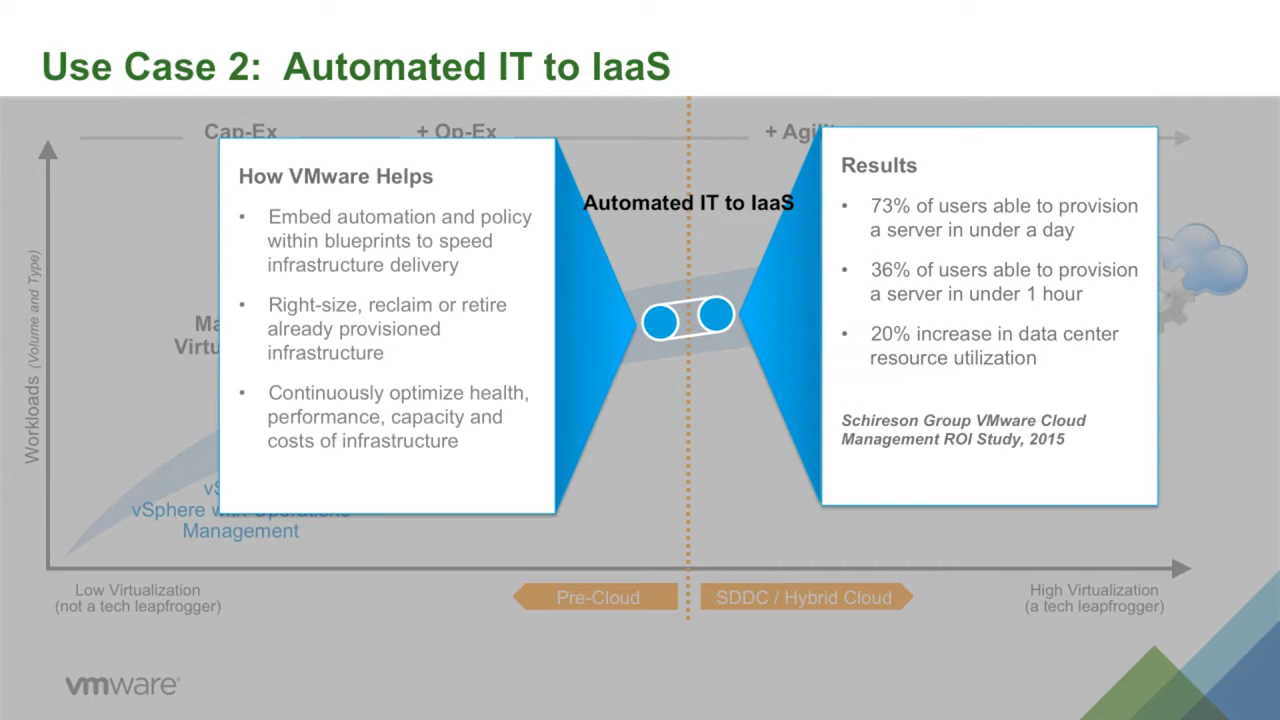 Use Case 2:  Automated IT to IaaS
Cap-Ex
+ Op-Ex
How VMware Helps
• Embed automation and policy
within blueprints to speed
infrastructure delivery
• Right-size, reclaim or retire
already provisioned
infrastructure
• Continuously optimize health,
performance, capacity and
costs of infrastructure
Automated IT to IaaS
Results
• 73% of users able to provision
a server in under a day
• 36% of users able to provision
a server in under 1 hour
• 20% increase in data center
resource utilization
Schireson Group VMware Cloud
Management ROI Study, 2015
Workloads (Volume and Type)
vSphere with Operations
Management
Low Virtualization
(not a tech leapfrogger)
Pre-Cloud
SDDC / Hybrid Cloud
High Virtualization
(a tech leapfrogger)
vmware